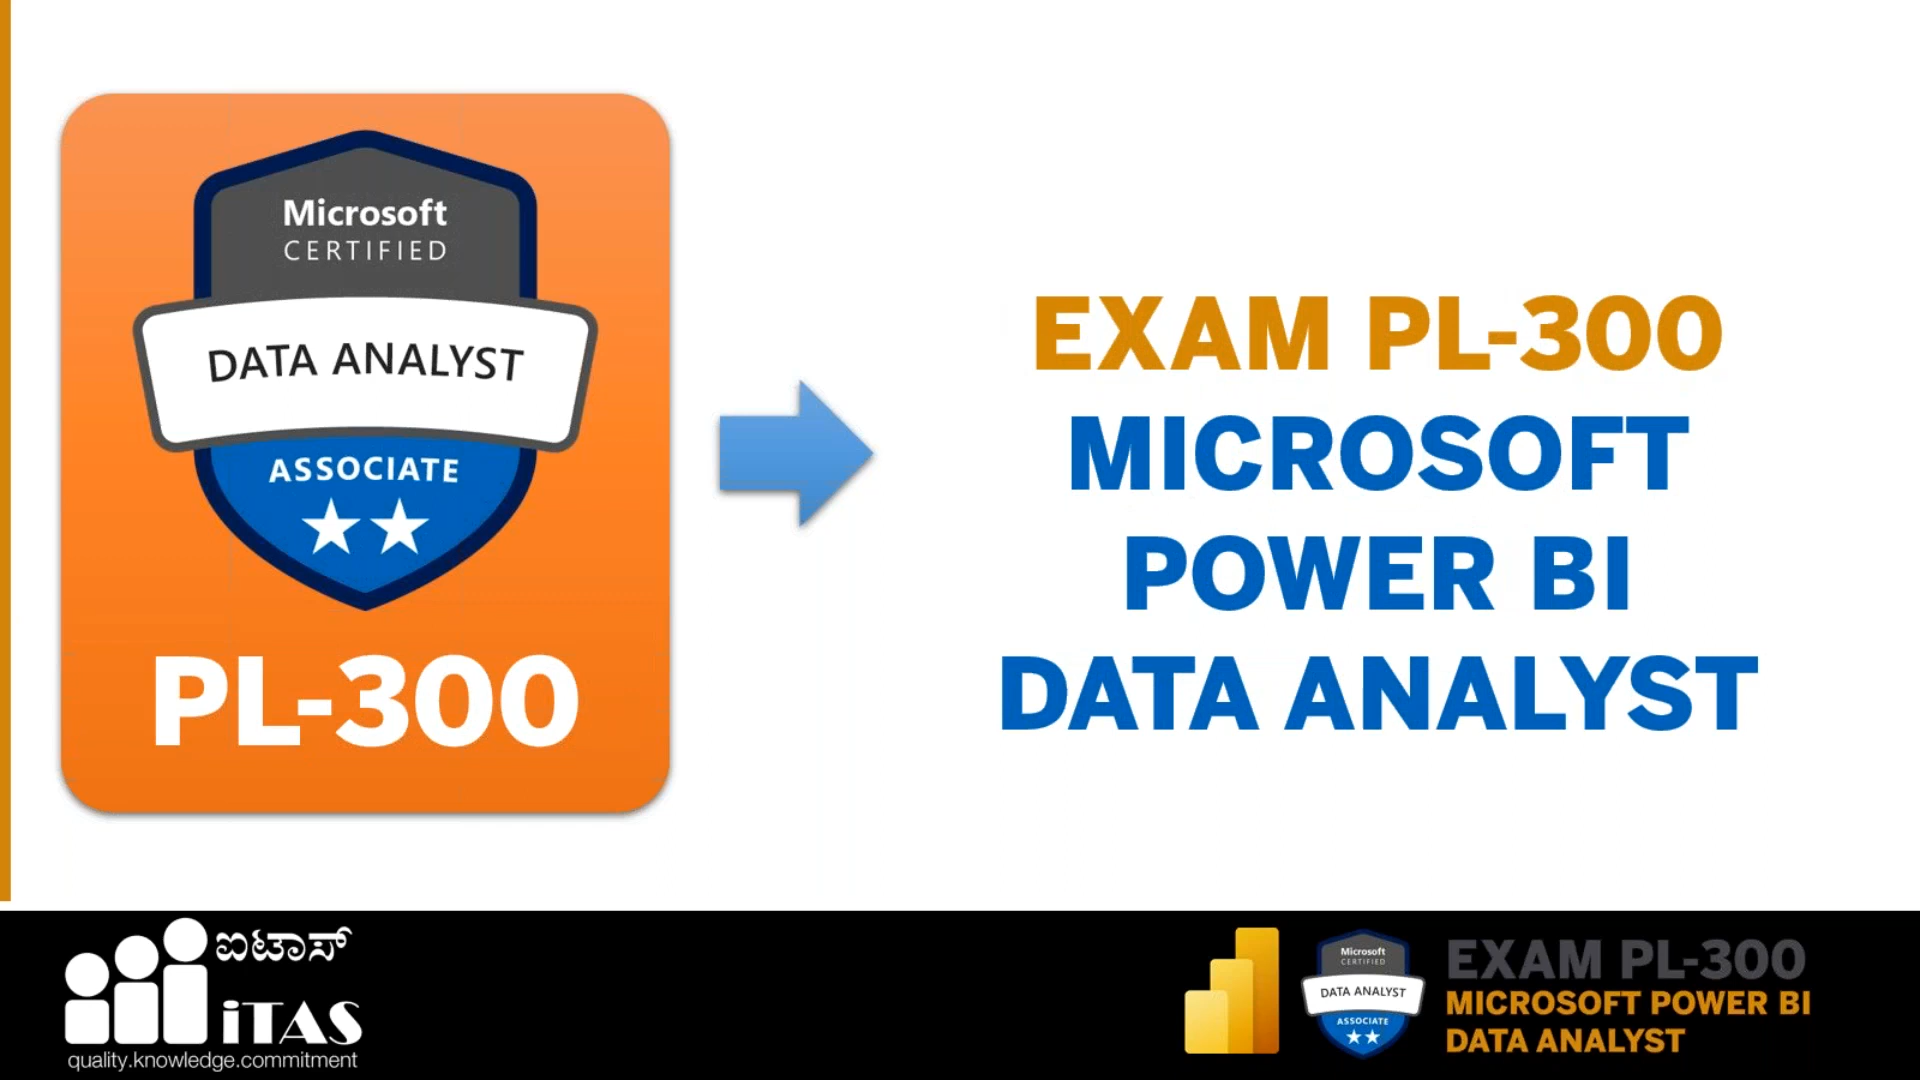 Microsoft
CERTIFIED
DATA ANALYST
ASSOCIATE
PL-300
EXAM PL-300
MICROSOFT
POWER BI
DATA ANALYST
ಐಟಾಸ್
iTAS
quality.knowledge.commitment
Microsoft
CERTIFIED
DATA ANALYST
ASSOCIATE
EXAM PL-300
MICROSOFT POWER BI
DATA ANALYST